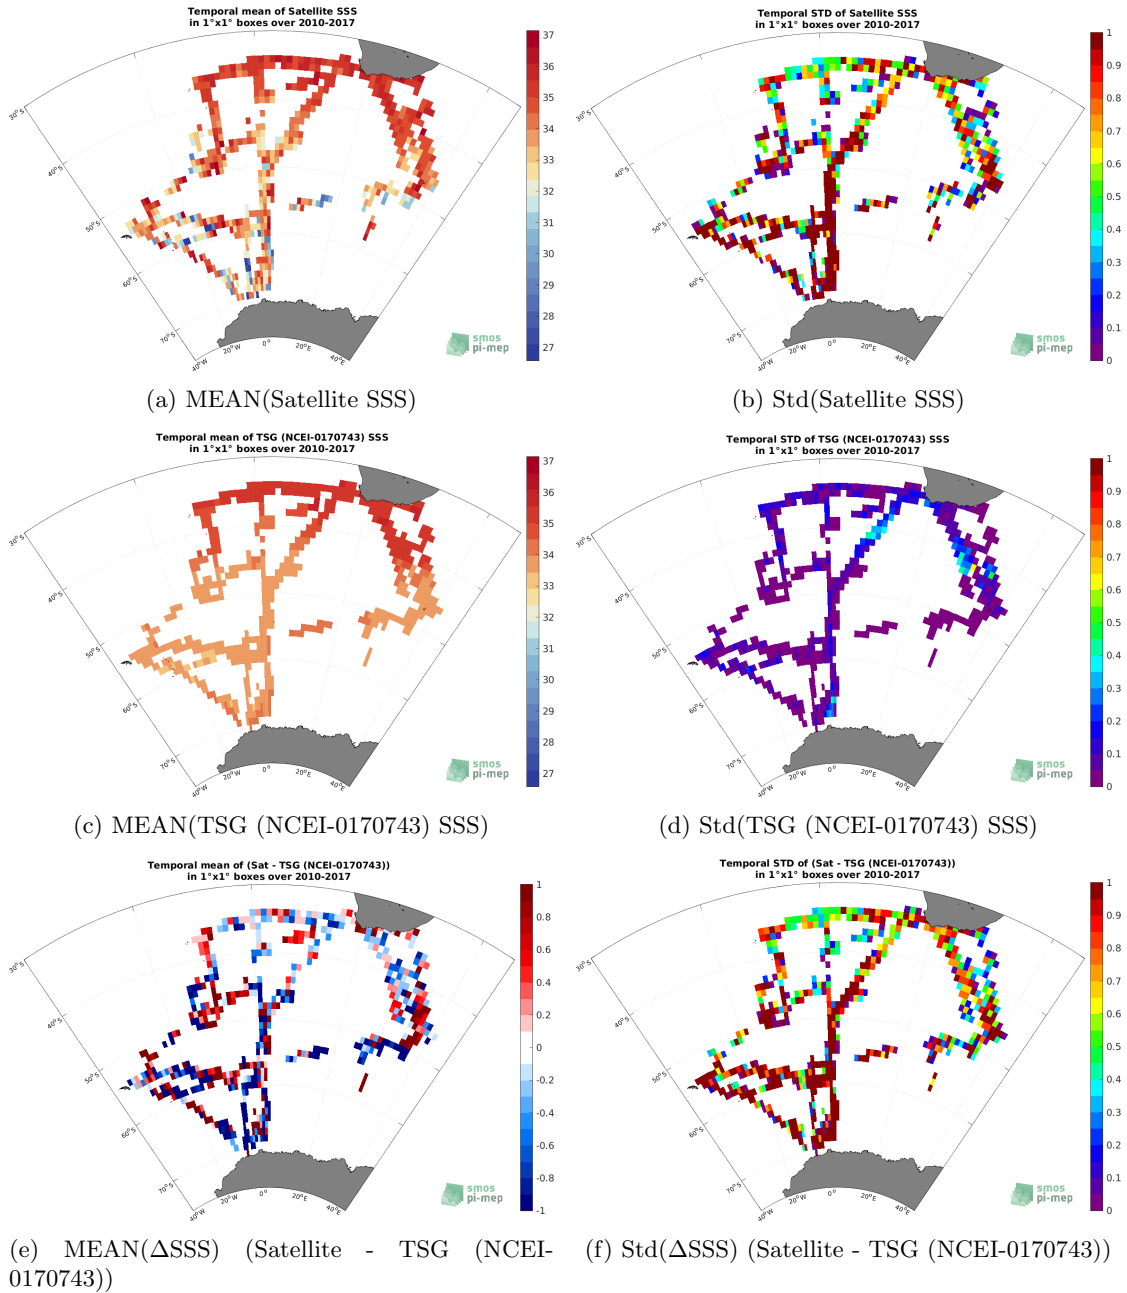 Temporal mean of Satellite SSS
in 1°x1° boxes over 2010-2017
30°S
40°S
50°S
60°S
70°S
40°W
20°W
0°
20°E
40°E
37
36
35
34
33
32
31
30
29
28
27
smos
pi-mep
(a) MEAN(Satellite SSS)
Temporal STD of Satellite SSS
in 1°x1° boxes over 2010-2017
30°S
40°S
50°S
60°S
70°S
40°W
20°W
0°
20°E
40°E
1
0.9
0.8
0.7
0.6
0.5
0.4
0.3
0.2
0.1
0
smos
pi-mep
(b) Std(Satellite SSS)
Temporal mean of TSG (NCEI-0170743) SSS
in 1°x1° boxes over 2010-2017
30°S
40°S
50°S
60°S
70°S
40°W
20°W
0°
20°E
40°E
37
36
35
34
33
32
31
30
29
28
27
smos
pi-mep
(c) MEAN(TSG (NCEI-0170743) SSS)
Temporal STD of TSG (NCEI-0170743) SSS
in 1°x1° boxes over 2010-2017
30°S
40°S
50°S
60°S
70°S
40°W
20°W
0°
20°E
40°E
1
0.9
0.8
0.7
0.6
0.5
0.4
0.3
0.2
0.1
0
smos
pi-mep
(d) Std(TSG (NCEI-0170743) SSS)
Temporal mean of (Sat - TSG (NCEI-0170743))
in 1°x1° boxes over 2010-2017
30°S
40°S
50°S
60°S
70°S
40°W
20°W
0°
20°E
40°E
1
0.8
0.6
0.4
0.2
0
-0.2
-0.4
-0.6
-0.8
-1
smos
pi-mep
(e) MEAN(ΔSSS) (Satellite - TSG (NCEI-
0170743))
Temporal STD of (Sat - TSG (NCEI-0170743))
in 1°x1° boxes over 2010-2017
30°S
40°S
50°S
60°S
70°S
40°W
20°W
0°
20°E
40°E
1
0.9
0.8
0.7
0.6
0.5
0.4
0.3
0.2
0.1
0
smos
pi-mep
(f) Std(ΔSSS) (Satellite - TSG (NCEI-0170743))